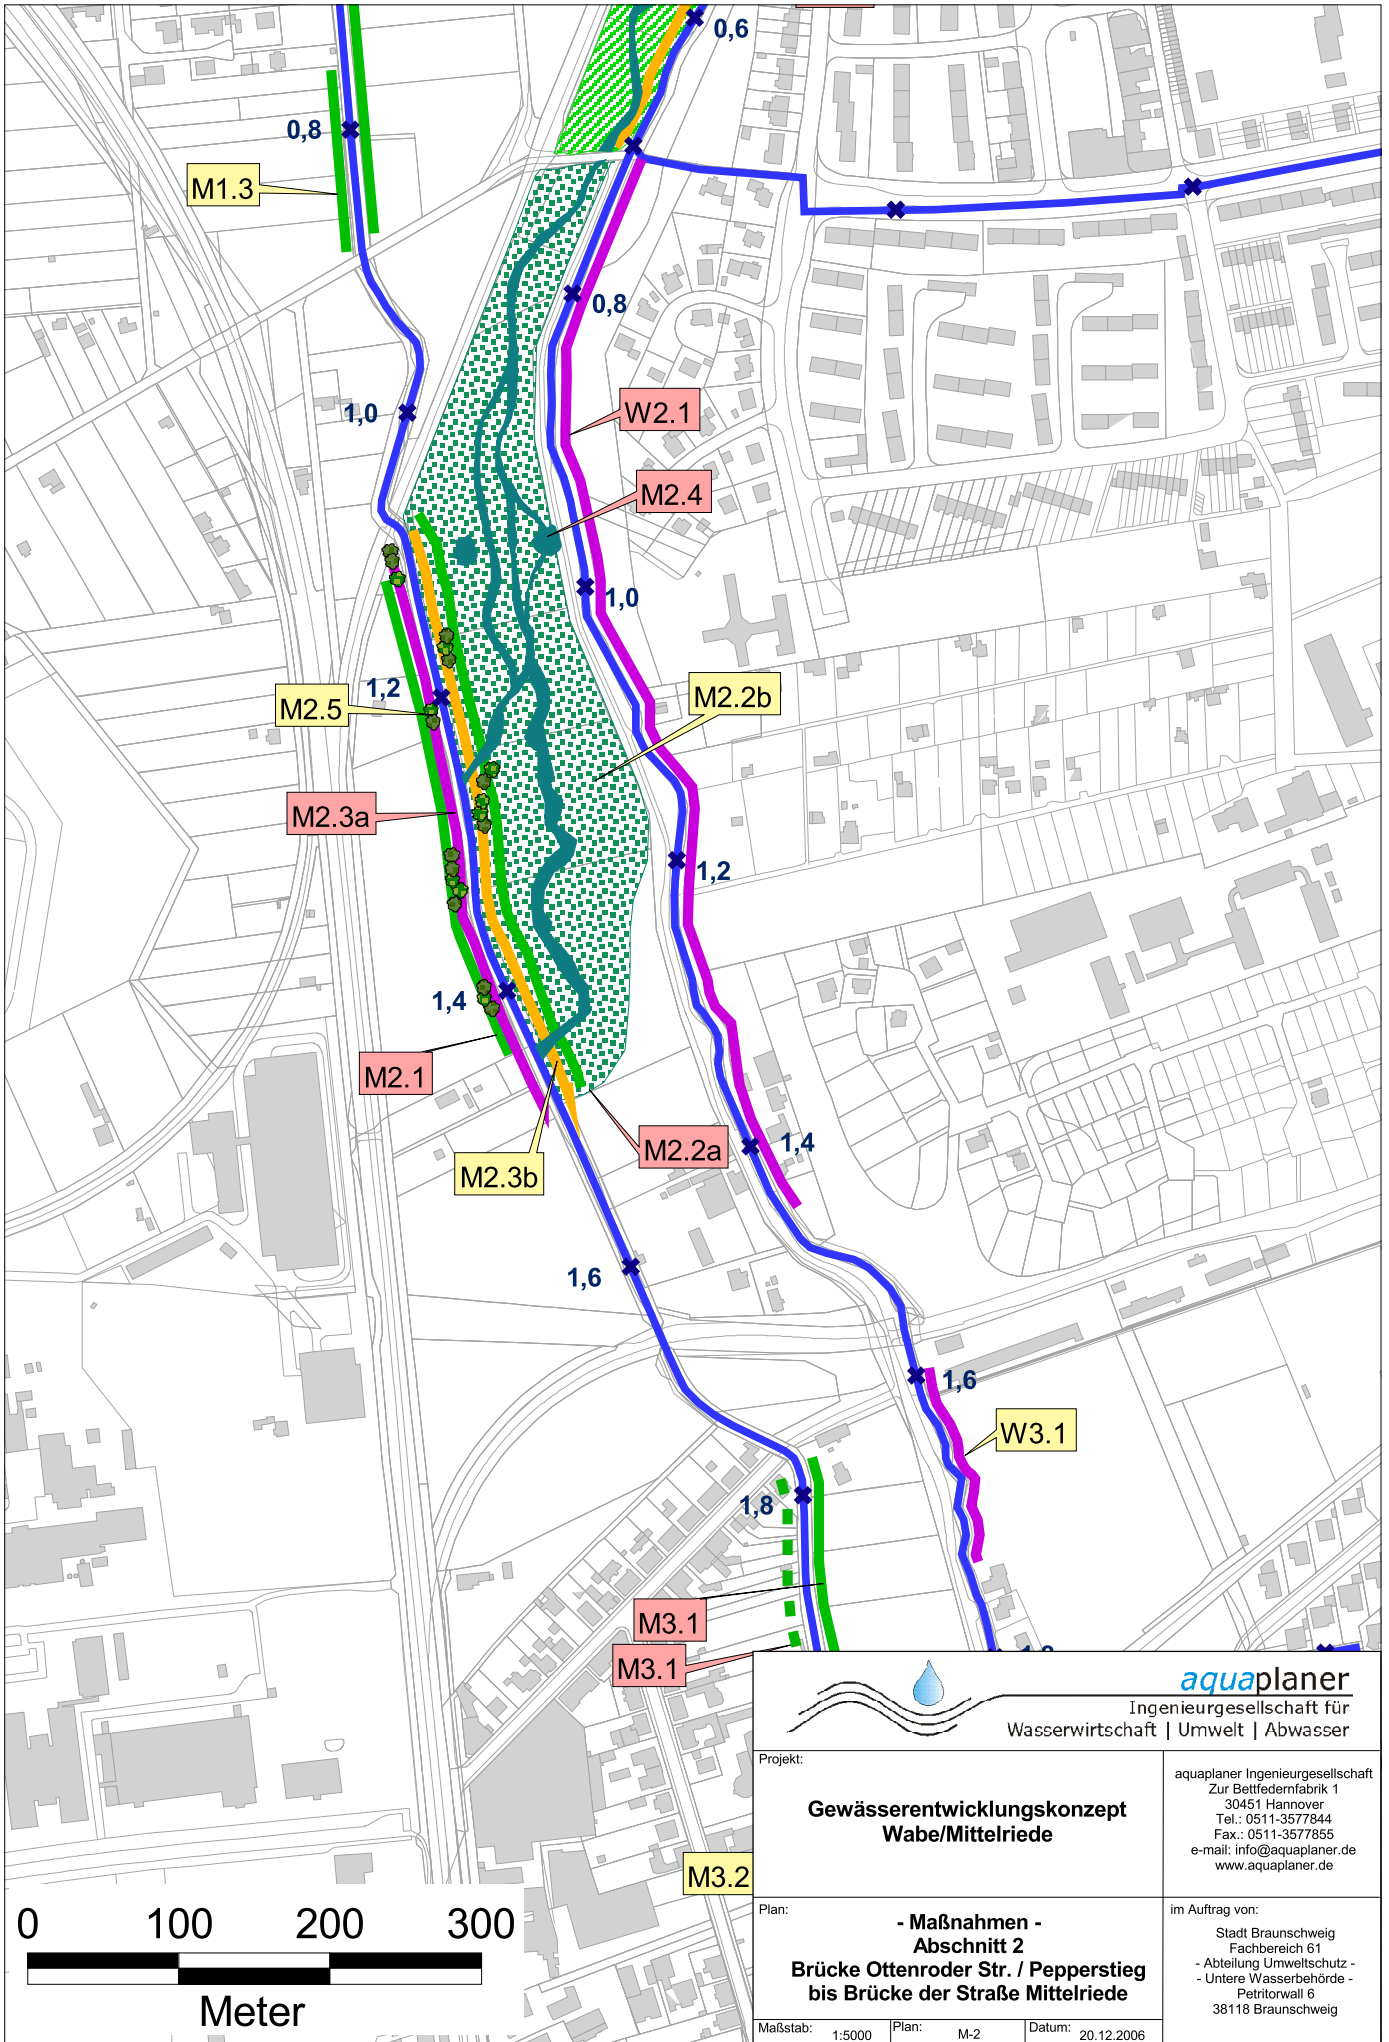 0,6
0,8
M1.3
0,8
1,0
W2.1
M2.4
1,0
1,2
M2.5
M2.2b
M2.3a
1,2
1,4
M2.1
M2.2a
1,4
M2.3b
1,6
1,6
W3.1
1,8
M3.1
M3.1
aquaplaner
Ingenieurgesellschaft für
Wasserwirtschaft | Umwelt | Abwasser
Projekt:
Gewässerentwicklungskonzept
Wabe/Mittelriede
aquaplaner Ingenieurgesellschaft
Zur Bettfedernfabrik 1
30451 Hannover
Tel.: 0511-3577844
Fax.: 0511-3577855
e-mail: info@aquaplaner.de
www.aquaplaner.de
M3.2
Plan:
- Maßnahmen -
Abschnitt 2
Brücke Ottenroder Str. / Pepperstieg
bis Brücke der Straße Mittelriede
im Auftrag von:
Stadt Braunschweig
Fachbereich 61
- Abteilung Umweltschutz -
- Untere Wasserbehörde -
Petritorwall 6
38118 Braunschweig
Maßstab: 1:5000 Plan: M-2 Datum: 20.12.2006
0 100 200 300
Meter